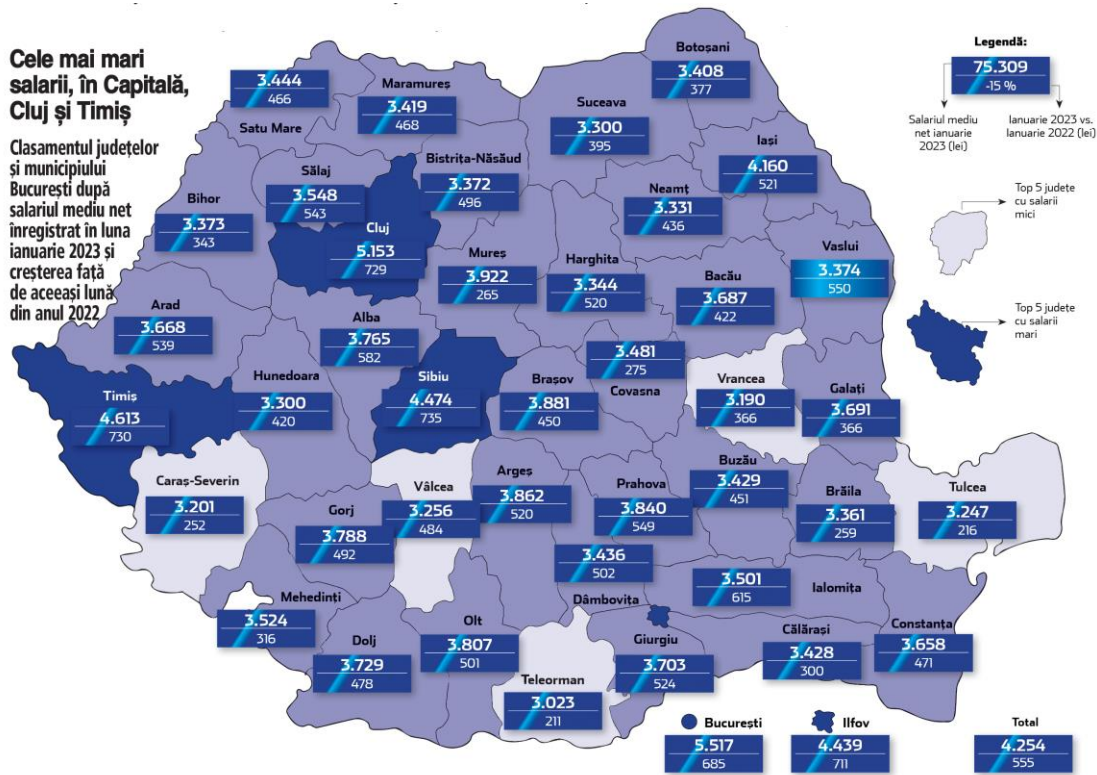 Cele mai mari
salarii, în Capitală,
Cluj și Timiș
Clasamentul județelor
și municipiului
București după
salariul mediu net
înregistrat în luna
ianuarie 2023 și
creșterea față
de aceeași lună
din anul 2022
Legendă:
75.309
-15 %
Salariul mediu
net ianuarie
2023 (lei)
Ianuarie 2023 vs.
Ianuarie 2022 (lei)
Top 5 județe
cu salarii
mici
Top 5 județe
cu salarii
mari
3.444
466
Satu Mare
Maramureș
3.419
468
Suceava
3.300
395
Botoșani
3.408
377
Iași
4.160
521
Bihor
3.373
343
Sălaj
3.548
543
Cluj
5.153
729
Bistrița-Năsăud
3.372
496
Neamț
3.331
436
Mureș
3.922
265
Harghita
3.344
520
Bacău
3.687
422
Vaslui
3.374
550
Arad
3.668
539
Alba
3.765
582
Timiș
4.613
730
Hunedoara
3.300
420
Sibiu
4.474
735
Brașov
3.881
450
3.481
275
Covasna
Vrancea
3.190
366
Galați
3.691
366
Caraș-Severin
3.201
252
Gorj
3.788
492
Vâlcea
3.256
484
Argeș
3.862
520
Prahova
3.840
549
Buzău
3.429
451
Brăila
3.361
259
Tulcea
3.247
216
3.436
502
Dâmbovița
3.501
615
Ialomița
Mehedinți
3.524
316
Dolj
3.729
478
Olt
3.807
501
Teleorman
3.023
211
Giurgiu
3.703
524
Călărași
3.428
300
Constanța
3.658
471
București
5.517
685
Ilfov
4.439
711
Total
4.254
555